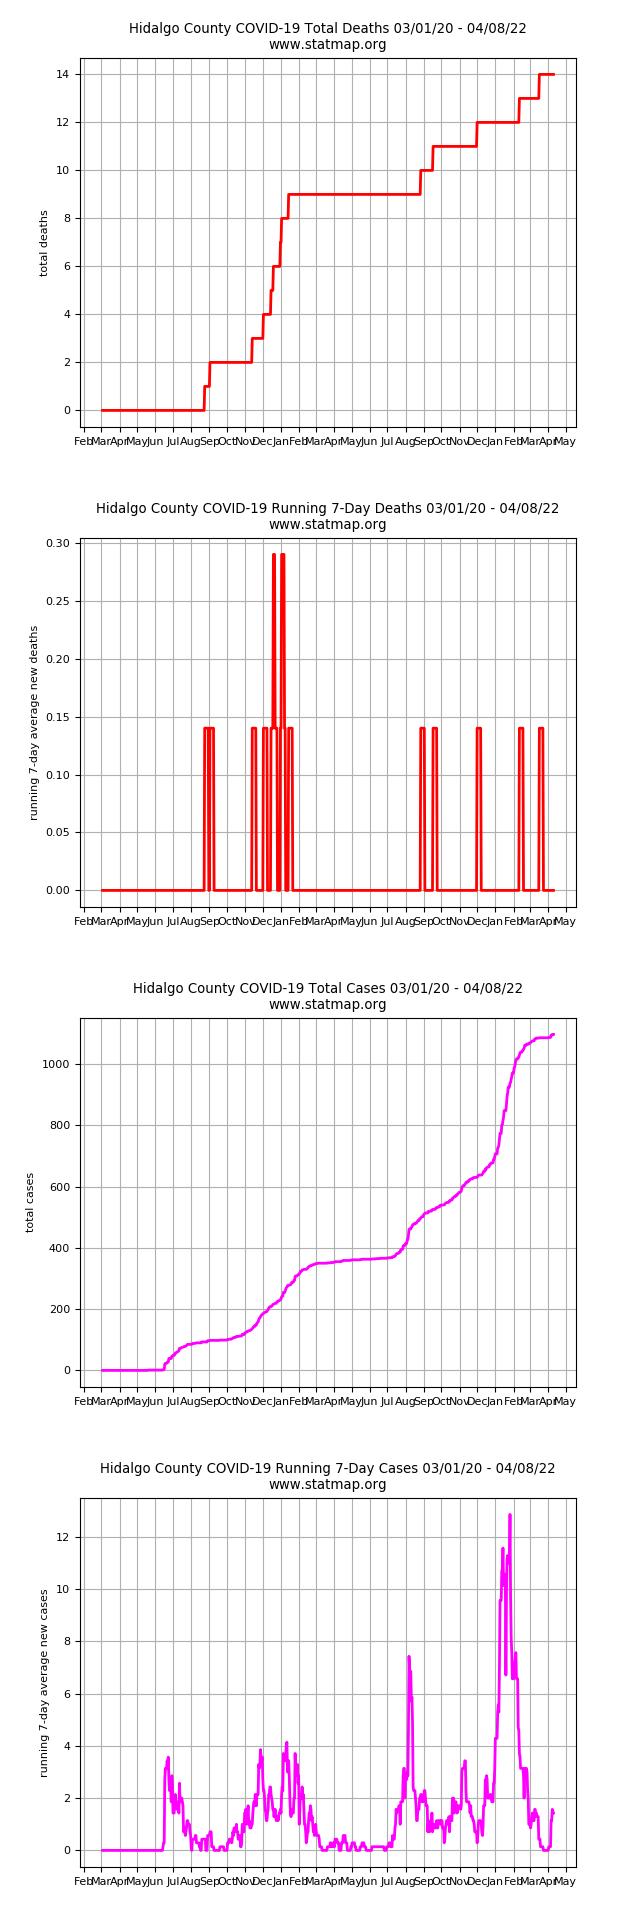 Hidalgo County COVID-19 Total Deaths 03/01/20 - 04/08/22
www.statmap.org
14
12
10
8
6
4
2
0
total deaths
Feb Mar Apr May Jun Jul Aug Sep Oct Nov Dec Jan Feb Mar Apr May Jun Jul Aug Sep Oct Nov Dec Jan Feb Mar Apr May
Hidalgo County COVID-19 Running 7-Day Deaths 03/01/20 - 04/08/22
www.statmap.org
0.30
0.25
0.20
0.15
0.10
0.05
0.00
running 7-day average new deaths
Feb Mar Apr May Jun Jul Aug Sep Oct Nov Dec Jan Feb Mar Apr May Jun Jul Aug Sep Oct Nov Dec Jan Feb Mar Apr May
Hidalgo County COVID-19 Total Cases 03/01/20 - 04/08/22
www.statmap.org
1000
800
600
400
200
0
total cases
Feb Mar Apr May Jun Jul Aug Sep Oct Nov Dec Jan Feb Mar Apr May Jun Jul Aug Sep Oct Nov Dec Jan Feb Mar Apr May
Hidalgo County COVID-19 Running 7-Day Cases 03/01/20 - 04/08/22
www.statmap.org
12
10
8
6
4
2
0
running 7-day average new cases
Feb Mar Apr May Jun Jul Aug Sep Oct Nov Dec Jan Feb Mar Apr May Jun Jul Aug Sep Oct Nov Dec Jan Feb Mar Apr May